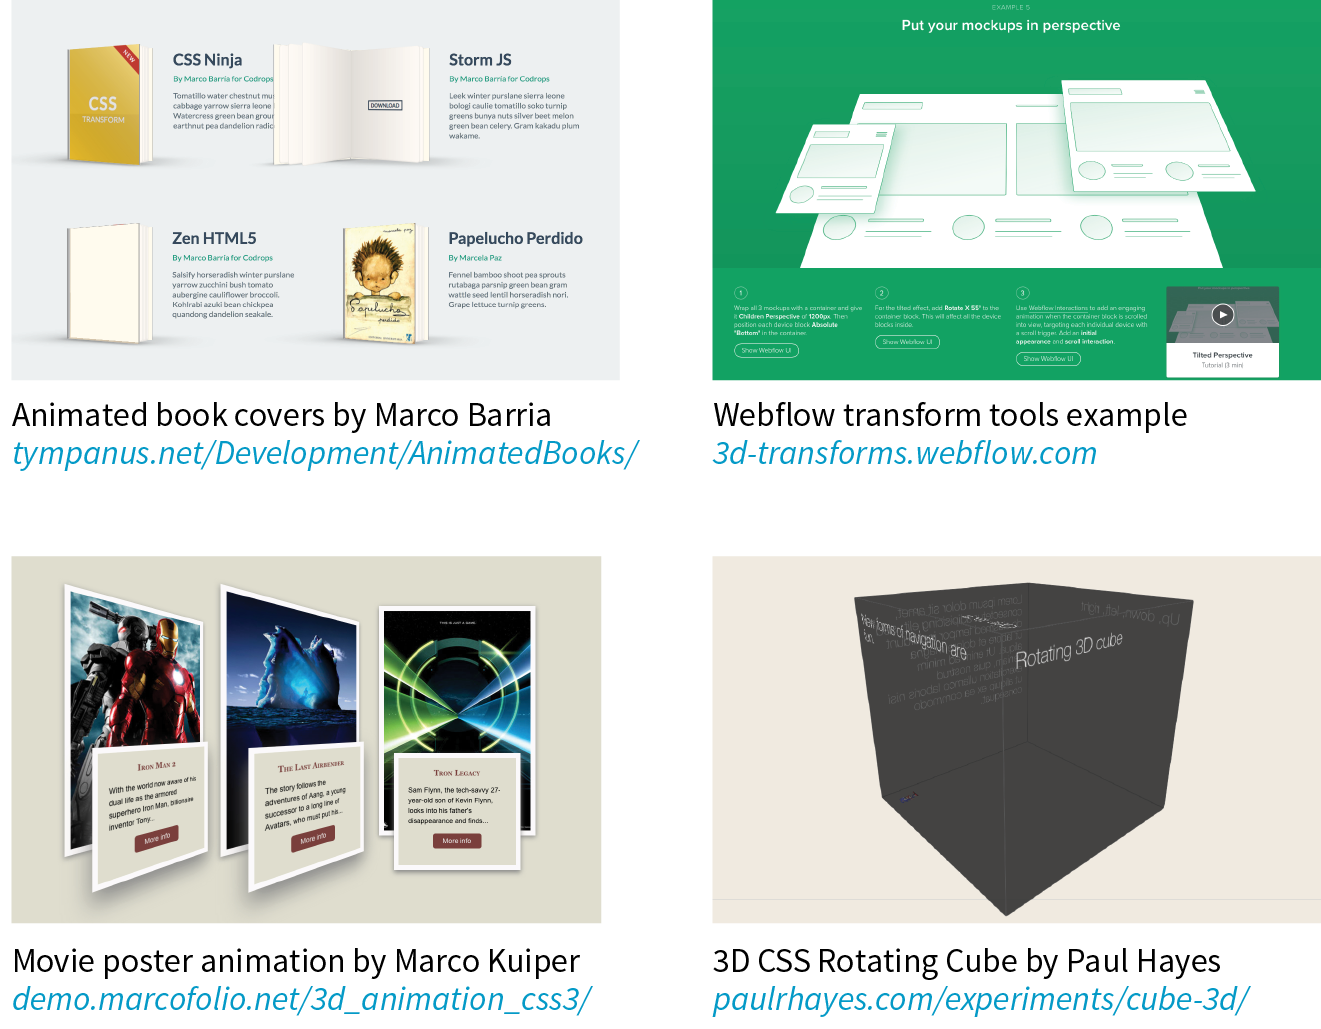 CSS
TRANSFORM
NEW
CSS Ninja
By Marco Barria for Codrops
Tomatillo water chestnut
cabbage yarrow sierra leone
Watercress green bean
earthnut pea dandelion
DOWNLOAD
Storm JS
By Marco Barria for Codrops
Leek winter purslane sierra leone
bologi caulie tomatillo soko turnip
greens bunya nuts silver beet melon
green bean celery. Gram kakadu plum
wakame.
Zen HTML5
By Marco Barria for Codrops
Salsify horseradish winter purslane
yarrow zucchini bush tomato
aubergine cauliflower broccoli.
Kohlrabi azuki bean chickpea
quandong dandelion seakale.
marcela paz
Papelucho
perdido
Papelucho Perdido
By Marcela Paz
Fennel bamboo shoot pea sprouts
rutabaga parsnip green bean gram
wattle seed lentil horseradish nori.
Grape lettuce turnip greens.
Animated book covers by Marco Barria
tympanus.net/Development/AnimatedBooks/
EXAMPLE 5
Put your mockups in perspective
1
Wrap all 3 mockups with a container and give
it Children Perspective of 1200px. Then
position each device block Absolute
"Bottom" in the container.
Show Webflow UI
2
For the tilted effect, add Rotate X 55° to the
container block. This will affect all the device
blocks inside.
Show Webflow UI
3
Use Webflow Interactions to add an engaging
animation when the container block is scrolled
into view, targeting each individual device with
a scroll trigger. Add an initial
appearance and scroll interaction.
Show Webflow UI
Tilted Perspective
Tutorial (3 min)
Webflow transform tools example
3d-transforms.webflow.com
Iron Man 2
With the world now aware of his
dual life as the armored
superhero Iron Man, billionaire
inventor Tony...
More info
The Last Airbender
The story follows the
adventures of Aang, a young
successor to a long line of
Avatars, who must put his...
More info
THIS IS JUST A GAME.
Tron Legacy
Sam Flynn, the tech-savvy 27-
year-old son of Kevin Flynn,
looks into his father's
disappearance and finds...
More info
Movie poster animation by Marco Kuiper
demo.marcofolio.net/3d_animation_css3/
New forms of navigation are
fun.
Rotating 3D cube
Up, down, left, right
3D CSS Rotating Cube by Paul Hayes
paulrhayes.com/experiments/cube-3d/